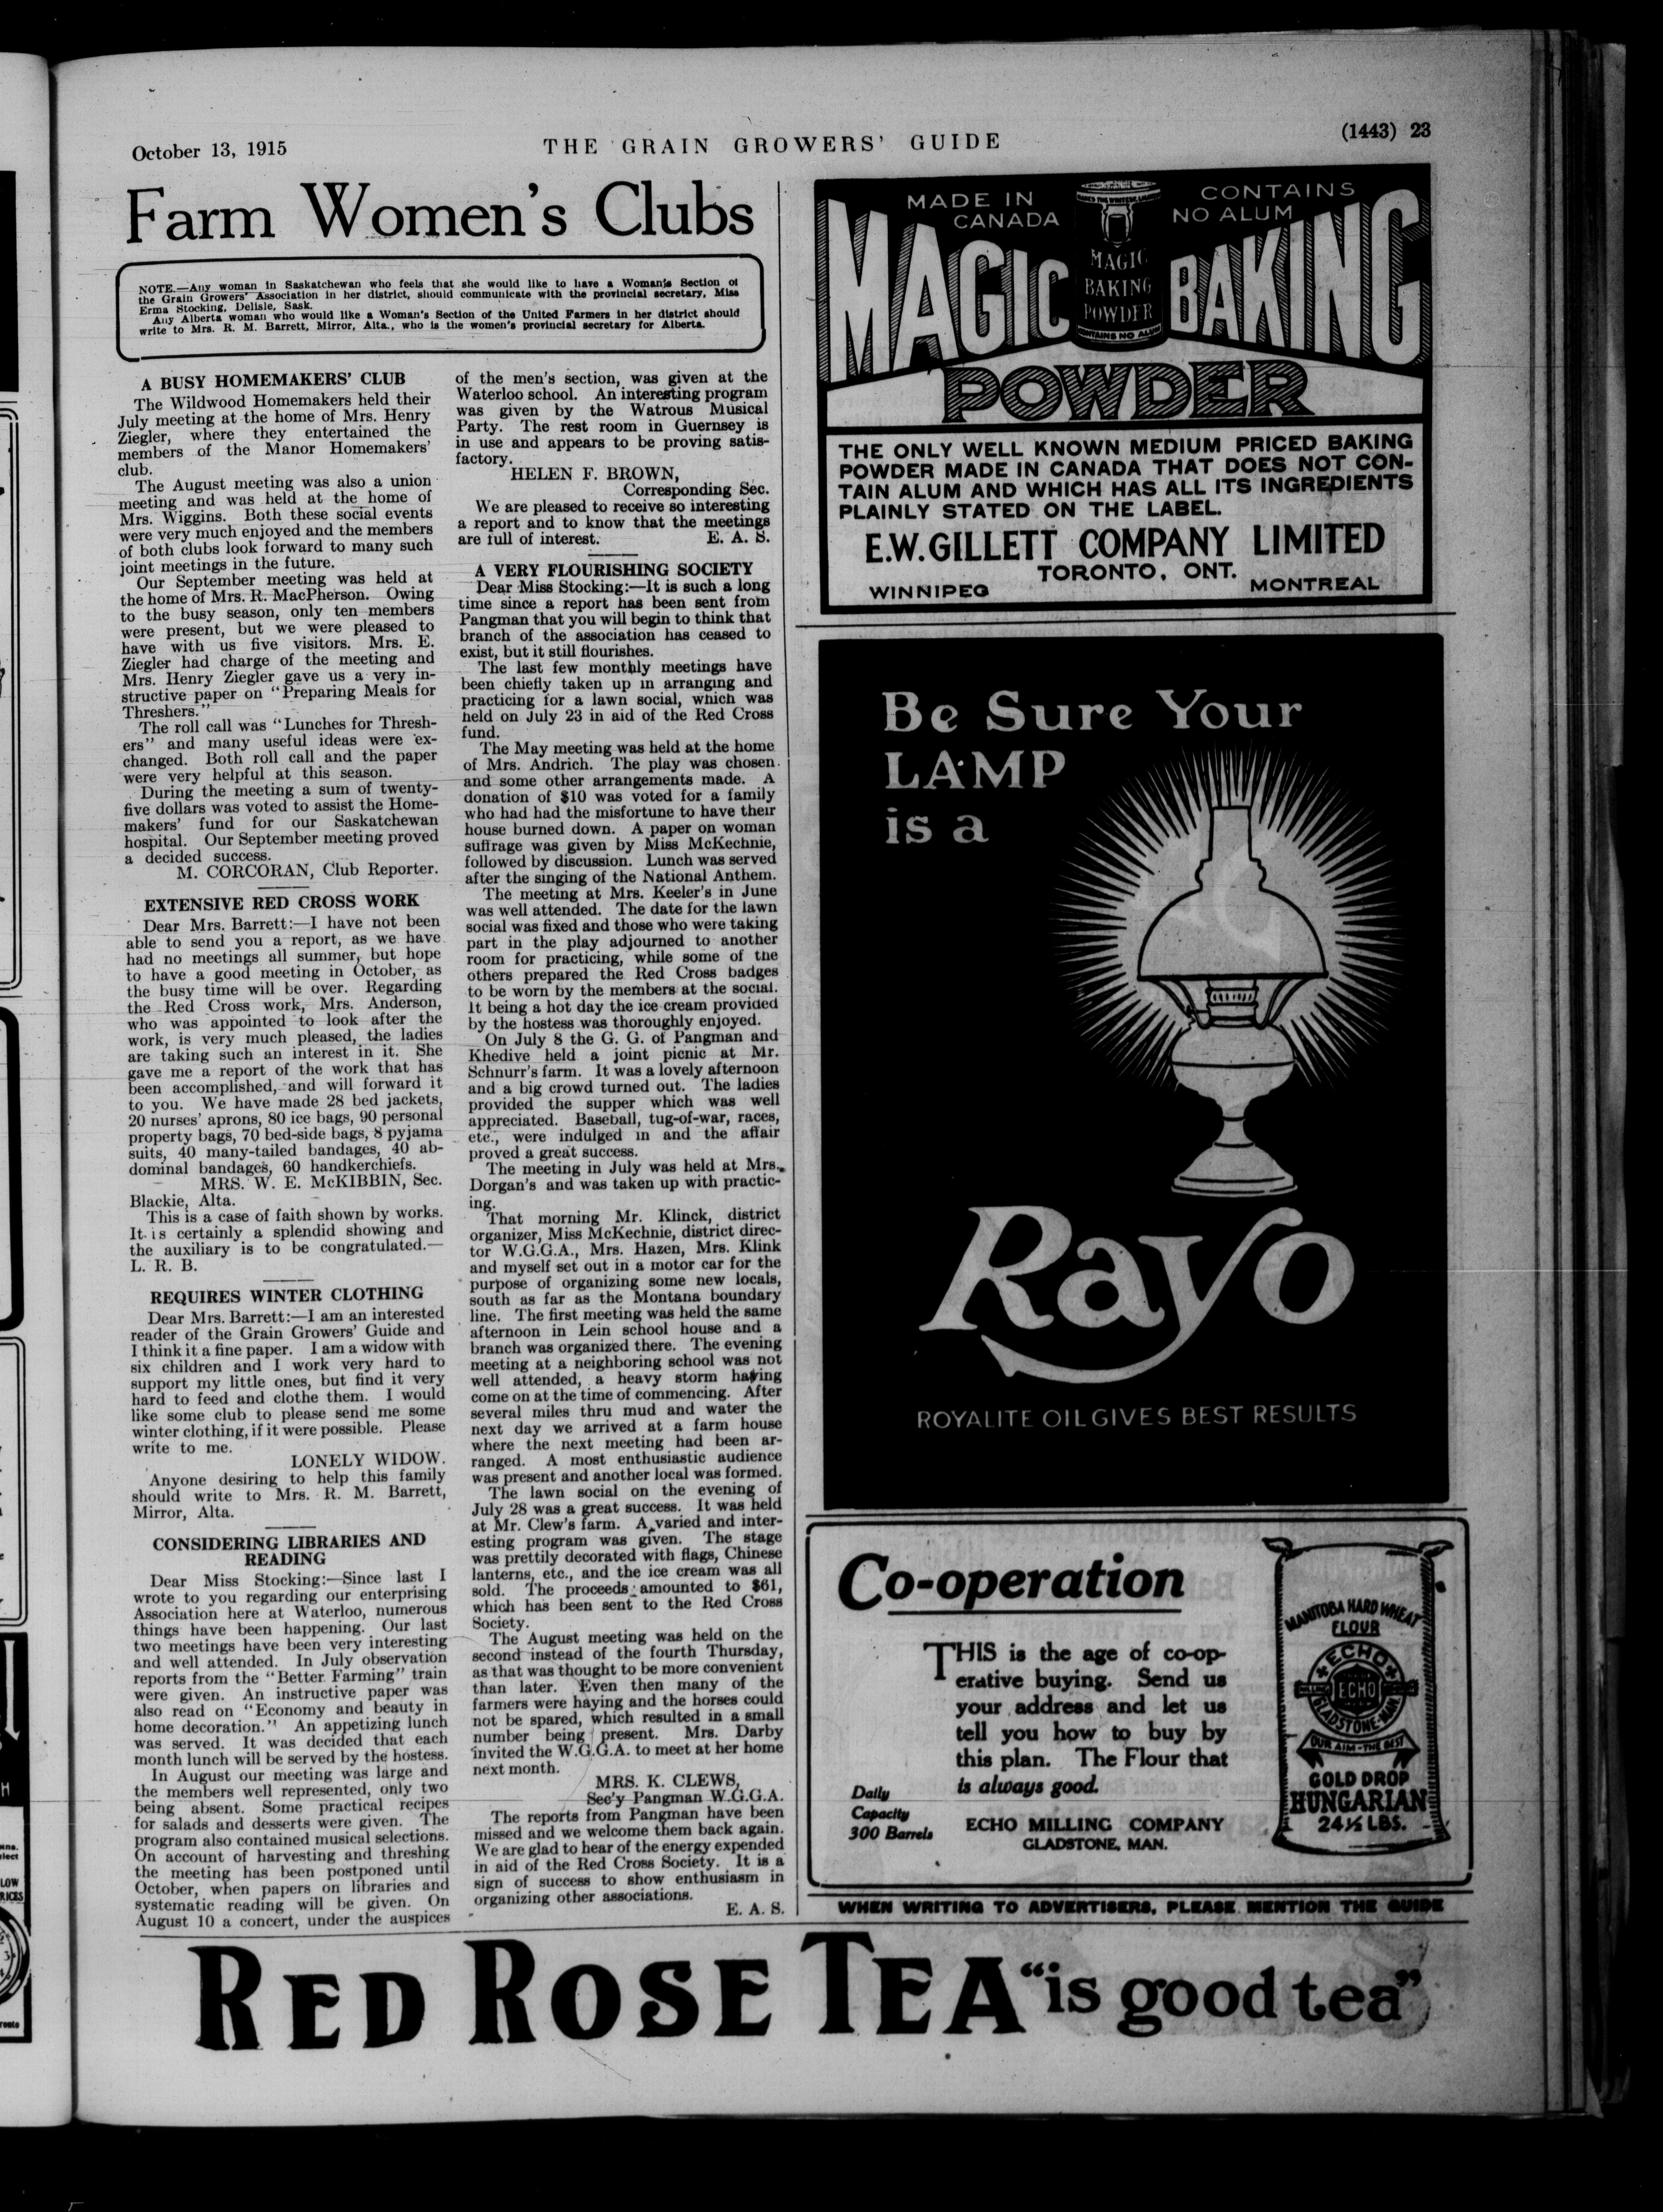 October 13, 1915
THE GRAIN GROWERS' GUIDE
(1443) 23
Farm Women's Clubs
NOTE.—Any woman in Saskatchewan who feels that she would like to have a Woman's Section of
the Grain Growers' Association in her district, should communicate with the provincial secretary, Miss
Erma Stocking, Delisle, Sask.
Any Alberta woman who would like a Woman's Section of the United Farmers in her district should
write to Mrs. R. M. Barrett, Mirror, Alta., who is the women's provincial secretary for Alberta.
A BUSY HOMEMAKERS' CLUB
The Wildwood Homemakers held their
July meeting at the home of Mrs. Henry
Ziegler, where they entertained the
members of the Manor Homemakers'
club.
The August meeting was also a union
meeting and was held at the home of
Mrs. Wiggins. Both these social events
were very much enjoyed and the members
of both clubs look forward to many such
joint meetings in the future.
Our September meeting was held at
the home of Mrs. R. MacPherson. Owing
to the busy season, only ten members
were present, but we were pleased to
have with us five visitors. Mrs. E.
Ziegler had charge of the meeting and
Mrs. Henry Ziegler gave us a very in-
structive paper on "Preparing Meals for
Threshers."
The roll call was "Lunches for Thresh-
ers" and many useful ideas were ex-
changed. Both roll call and the paper
were very helpful at this season.
During the meeting a sum of twenty-
five dollars was voted to assist the Home-
makers' fund for our Saskatchewan
hospital. Our September meeting proved
a decided success.
M. CORCORAN, Club Reporter.
EXTENSIVE RED CROSS WORK
Dear Mrs. Barrett:—I have not been
able to send you a report, as we have
had no meetings all summer, but hope
to have a good meeting in October, as
the busy time will be over. Regarding
the Red Cross work, Mrs. Anderson,
who was appointed to look after the
work, is very much pleased, the ladies
are taking such an interest in it. She
gave me a report of the work that has
been accomplished, and will forward it
to you. We have made 28 bed jackets,
20 nurses' aprons, 80 ice bags, 90 personal
property bags, 70 bed-side bags, 8 pyjama
suits, 40 many-tailed bandages, 40 ab-
dominal bandages, 60 handkerchiefs.
MRS. W. E. McKIBBIN, Sec.
Blackie, Alta.
This is a case of faith shown by works.
It is certainly a splendid showing and
the auxiliary is to be congratulated.—
L. R. B.
REQUIRES WINTER CLOTHING
Dear Mrs. Barrett:—I am an interested
reader of the Grain Growers' Guide and
I think it a fine paper. I am a widow with
six children and I work very hard to
support my little ones, but find it very
hard to feed and clothe them. I would
like some club to please send me some
winter clothing, if it were possible. Please
write to me.
LONELY WIDOW.
Anyone desiring to help this family
should write to Mrs. R. M. Barrett,
Mirror, Alta.
CONSIDERING LIBRARIES AND
READING
Dear Miss Stocking:—Since last I
wrote to you regarding our enterprising
Association here at Waterloo, numerous
things have been happening. Our last
two meetings have been very interesting
and well attended. In July observation
reports from the "Better Farming" train
were given. An instructive paper was
also read on "Economy and beauty in
home decoration." An appetizing lunch
was served. It was decided that each
month lunch will be served by the hostess.
In August our meeting was large and
the members well represented, only two
being absent. Some practical recipes
for salads and desserts were given. The
program also contained musical selections.
On account of harvesting and threshing
the meeting has been postponed until
October, when papers on libraries and
systematic reading will be given. On
August 10 a concert, under the auspices
of the men's section, was given at the
Waterloo school. An interesting program
was given by the Watrous Musical
Party. The rest room in Guernsey is
in use and appears to be proving satis-
factory.
HELEN F. BROWN,
Corresponding Sec.
We are pleased to receive so interesting
a report and to know that the meetings
are full of interest. E. A. S.
A VERY FLOURISHING SOCIETY
Dear Miss Stocking:—It is such a long
time since a report has been sent from
Pangman that you will begin to think that
branch of the association has ceased to
exist, but it still flourishes.
The last few monthly meetings have
been chiefly taken up in arranging and
practicing for a lawn social, which was
held on July 23 in aid of the Red Cross
fund.
The May meeting was held at the home
of Mrs. Andrich. The play was chosen
and some other arrangements made. A
donation of $10 was voted for a family
who had had the misfortune to have their
house burned down. A paper on woman
suffrage was given by Miss McKechnie,
followed by discussion. Lunch was served
after the singing of the National Anthem.
The meeting at Mrs. Keeler's in June
was well attended. The date for the lawn
social was fixed and those who were taking
part in the play adjourned to another
room for practicing, while some of the
others prepared the Red Cross badges
to be worn by the members at the social.
It being a hot day the ice cream provided
by the hostess was thoroughly enjoyed.
On July 8 the G. G. of Pangman and
Khedive held a joint picnic at Mr.
Schnurr's farm. It was a lovely afternoon
and a big crowd turned out. The ladies
provided the supper which was well
appreciated. Baseball, tug-of-war, races,
etc., were indulged in and the affair
proved a great success.
The meeting in July was held at Mrs.
Dorgan's and was taken up with practic-
ing.
That morning Mr. Klinck, district
organizer, Miss McKechnie, district direc-
tor W.G.G.A., Mrs. Hazen, Mrs. Klink
and myself set out in a motor car for the
purpose of organizing some new locals,
south as far as the Montana boundary
line. The first meeting was held the same
afternoon in Lein school house and a
branch was organized there. The evening
meeting at a neighboring school was not
well attended, a heavy storm having
come on at the time of commencing. After
several miles thru mud and water the
next day we arrived at a farm house
where the next meeting had been ar-
ranged. A most enthusiastic audience
was present and another local was formed.
The lawn social on the evening of
July 28 was a great success. It was held
at Mr. Clew's farm. A varied and inter-
esting program was given. The stage
was prettily decorated with flags, Chinese
lanterns, etc., and the ice cream was all
sold. The proceeds amounted to $61,
which has been sent to the Red Cross
Society.
The August meeting was held on the
second instead of the fourth Thursday,
as that was thought to be more convenient
than later. Even then many of the
farmers were haying and the horses could
not be spared, which resulted in a small
number being present. Mrs. Darby
invited the W.G.G.A. to meet at her home
next month.
MRS. K. CLEWS,
Sec'y Pangman W.G.G.A.
The reports from Pangman have been
missed and we welcome them back again.
We are glad to hear of the energy expended
in aid of the Red Cross Society. It is a
sign of success to show enthusiasm in
organizing other associations.
E. A. S.
MADE IN
CANADA
CONTAINS
NO ALUM
MAGIC BAKING
MAGIC
BAKING
POWDER
CONTAINS NO ALUM
POWDER
THE ONLY WELL KNOWN MEDIUM PRICED BAKING
POWDER MADE IN CANADA THAT DOES NOT CON-
TAIN ALUM AND WHICH HAS ALL ITS INGREDIENTS
PLAINLY STATED ON THE LABEL.
E.W. GILLETT COMPANY LIMITED
TORONTO, ONT.
WINNIPEG MONTREAL
Be Sure Your
LAMP
is a
Rayo
ROYALITE OIL GIVES BEST RESULTS
Co-operation
THIS is the age of co-op-
erative buying. Send us
your address and let us
tell you how to buy by
this plan. The Flour that
is always good.
Daily
Capacity
300 Barrels
ECHO MILLING COMPANY
GLADSTONE, MAN.
MANITOBA HARD WHEAT
FLOUR
ECHO
ECHO
GLADSTONE-MAN.
OUR AIM-THE BEST
GOLD DROP
HUNGARIAN
24½ LBS.
WHEN WRITING TO ADVERTISERS, PLEASE MENTION THE GUIDE
RED ROSE TEA "is good tea"